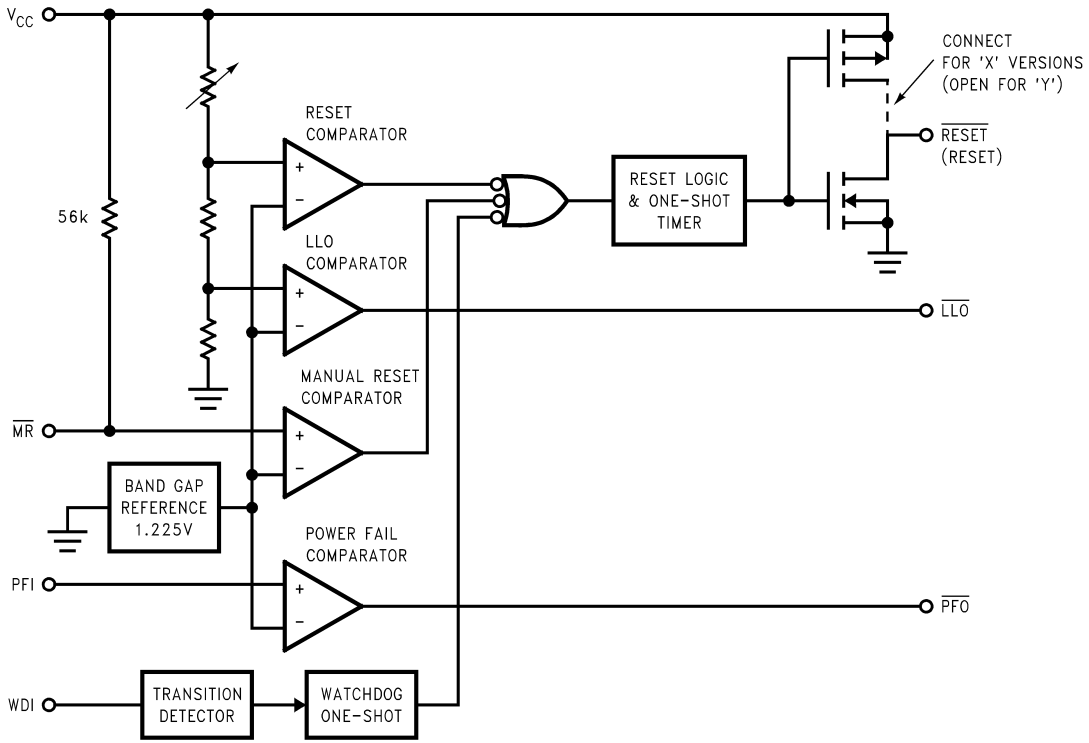 VCC
CONNECT
FOR 'X' VERSIONS
(OPEN FOR 'Y')
RESET
COMPARATOR
+
−
RESET
(RESET)
RESET LOGIC
& ONE-SHOT
TIMER
56k
LLO
COMPARATOR
+
−
LLO
MANUAL RESET
COMPARATOR
MR
+
−
BAND GAP
REFERENCE
1.225V
POWER FAIL
COMPARATOR
PFI
+
−
PFO
WDI
TRANSITION
DETECTOR
WATCHDOG
ONE-SHOT